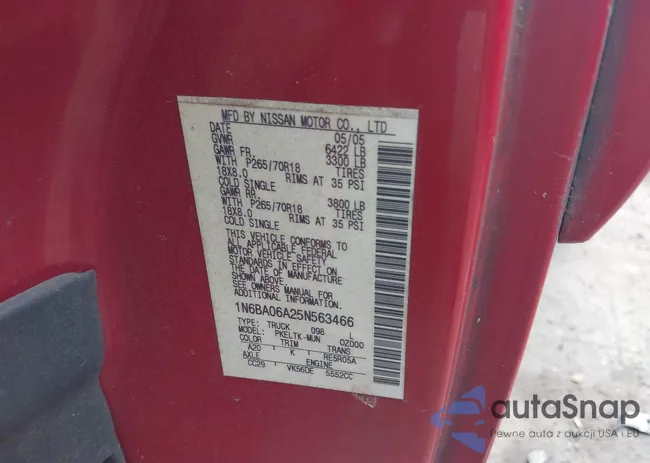 MFD BY NISSAN MOTOR CO., LTD
DATE 05/05
GVWR 6422 LB
GAWR FR. 3300 LB
WITH P265/70R18 TIRES
18X8.0 RIMS AT 35 PSI
COLD SINGLE
GAWR RR. 3800 LB
WITH P265/70R18 TIRES
18X8.0 RIMS AT 35 PSI
COLD SINGLE
THIS VEHICLE CONFORMS TO
ALL APPLICABLE FEDERAL
MOTOR VEHICLE SAFETY
STANDARDS IN EFFECT ON
THE DATE OF MANUFACTURE
SHOWN ABOVE.
SEE OWNERS MANUAL FOR
ADDITIONAL INFORMATION
1N6BA06A25N563466
TYPE: TRUCK 098 L
MODEL: PKELTK-MUN 0Z000
COLOR TRIM TRANS
A20 K RE5R05A
AXLE ENGINE
CC29 VK56DE 5552CC
autaSnap
Pewne auta z aukcji USA i EU